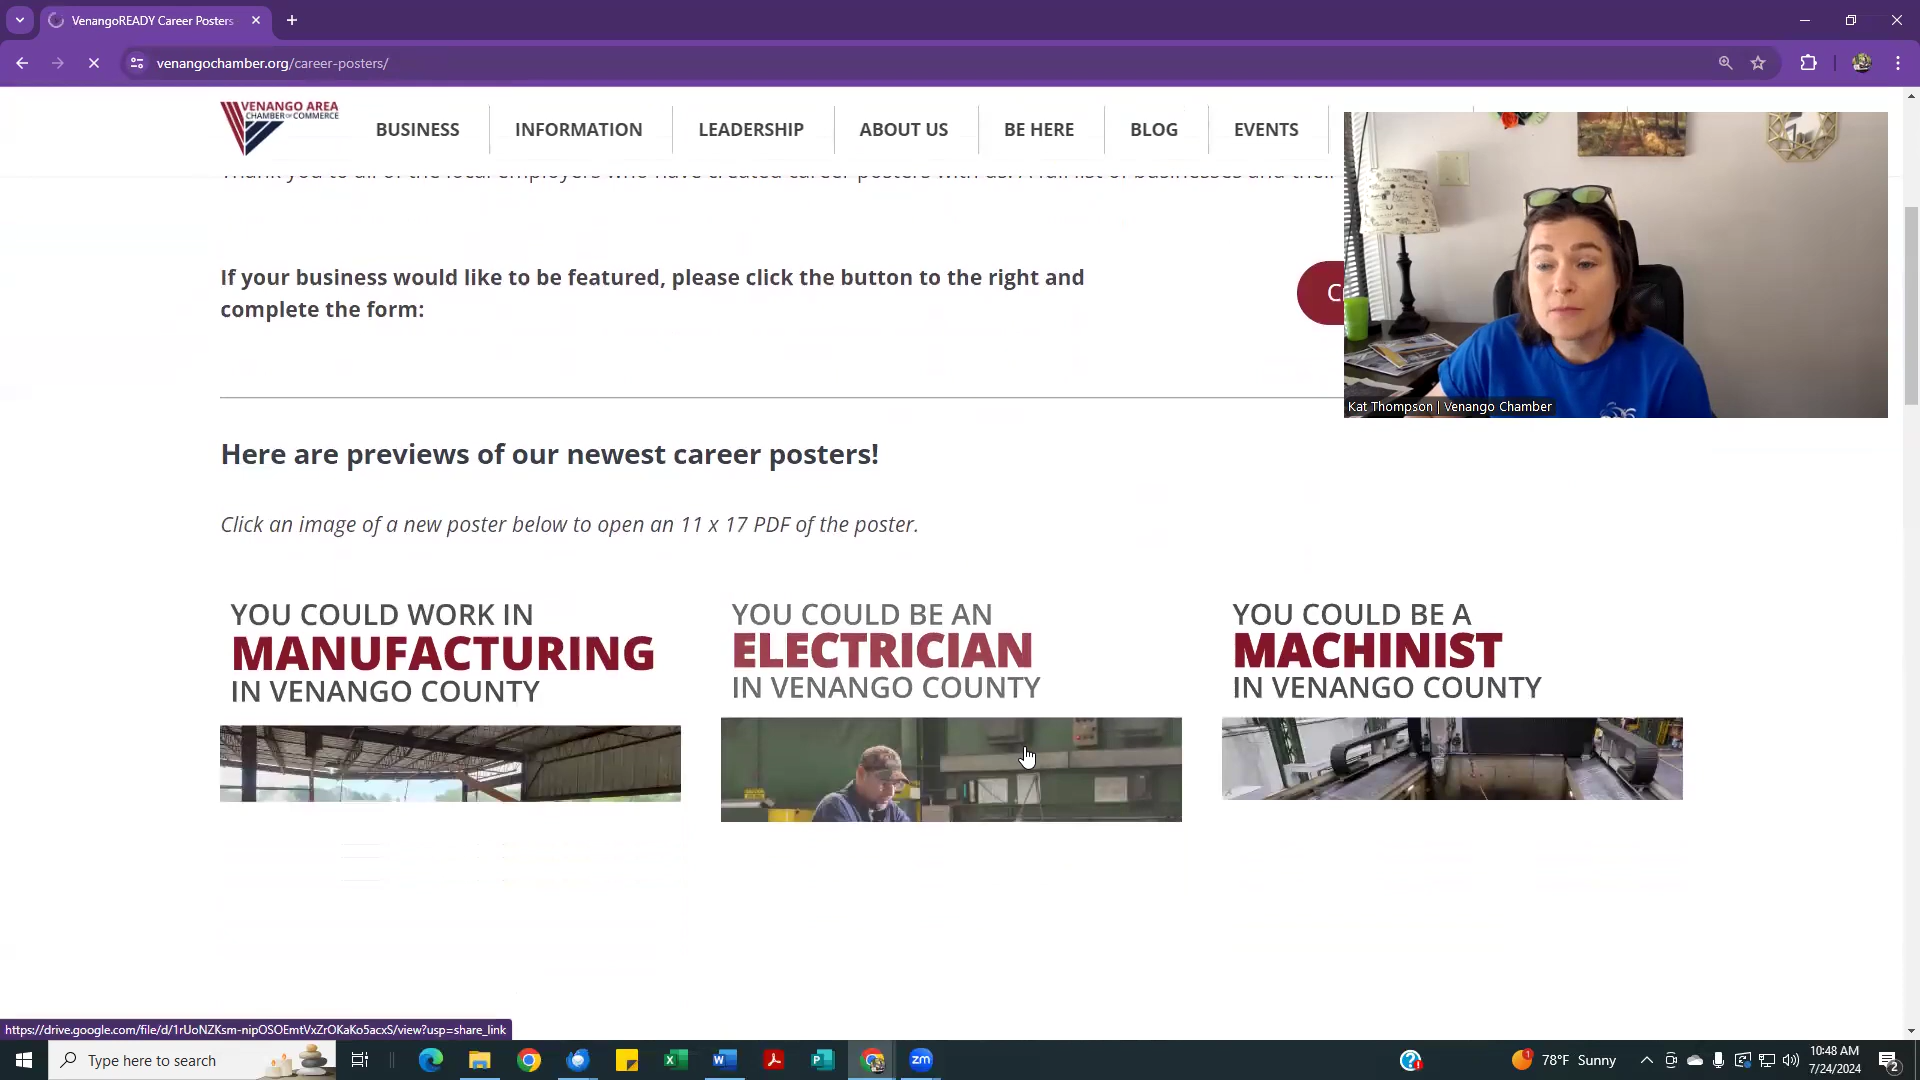 VenangoREADY Career Posters
venangochamber.org/career-posters/
VENANGO AREA
CHAMBER OF COMMERCE
BUSINESS
INFORMATION
LEADERSHIP
ABOUT US
BE HERE
BLOG
EVENTS
Thank you to all of the local employers who have created career posters with us. A full list of businesses and their
If your business would like to be featured, please click the button to the right and
complete the form:
C
Kat Thompson | Venango Chamber
Here are previews of our newest career posters!
Click an image of a new poster below to open an 11 x 17 PDF of the poster.
YOU COULD WORK IN
MANUFACTURING
IN VENANGO COUNTY
YOU COULD BE AN
ELECTRICIAN
IN VENANGO COUNTY
YOU COULD BE A
MACHINIST
IN VENANGO COUNTY
https://drive.google.com/file/d/1rUoNZKsm-nipOSOEmtVxZrOKaKo5acxS/view?usp=share_link
Type here to search
zm
1
78°F Sunny
10:48 AM
7/24/2024
2